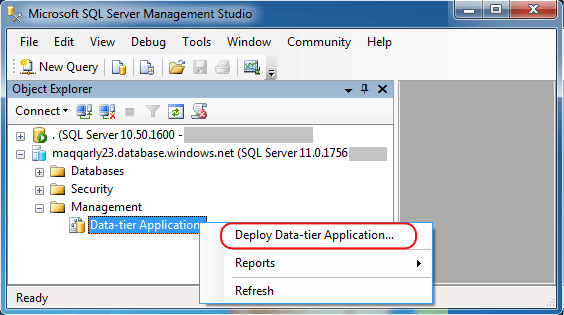 Microsoft SQL Server Management Studio
File Edit View Debug Tools Window Community Help
New Query
Object Explorer
Connect
. (SQL Server 10.50.1600 -
maqqarly23.database.windows.net (SQL Server 11.0.1756
Databases
Security
Management
Data-tier Application
Deploy Data-tier Application...
Reports
Refresh
Ready